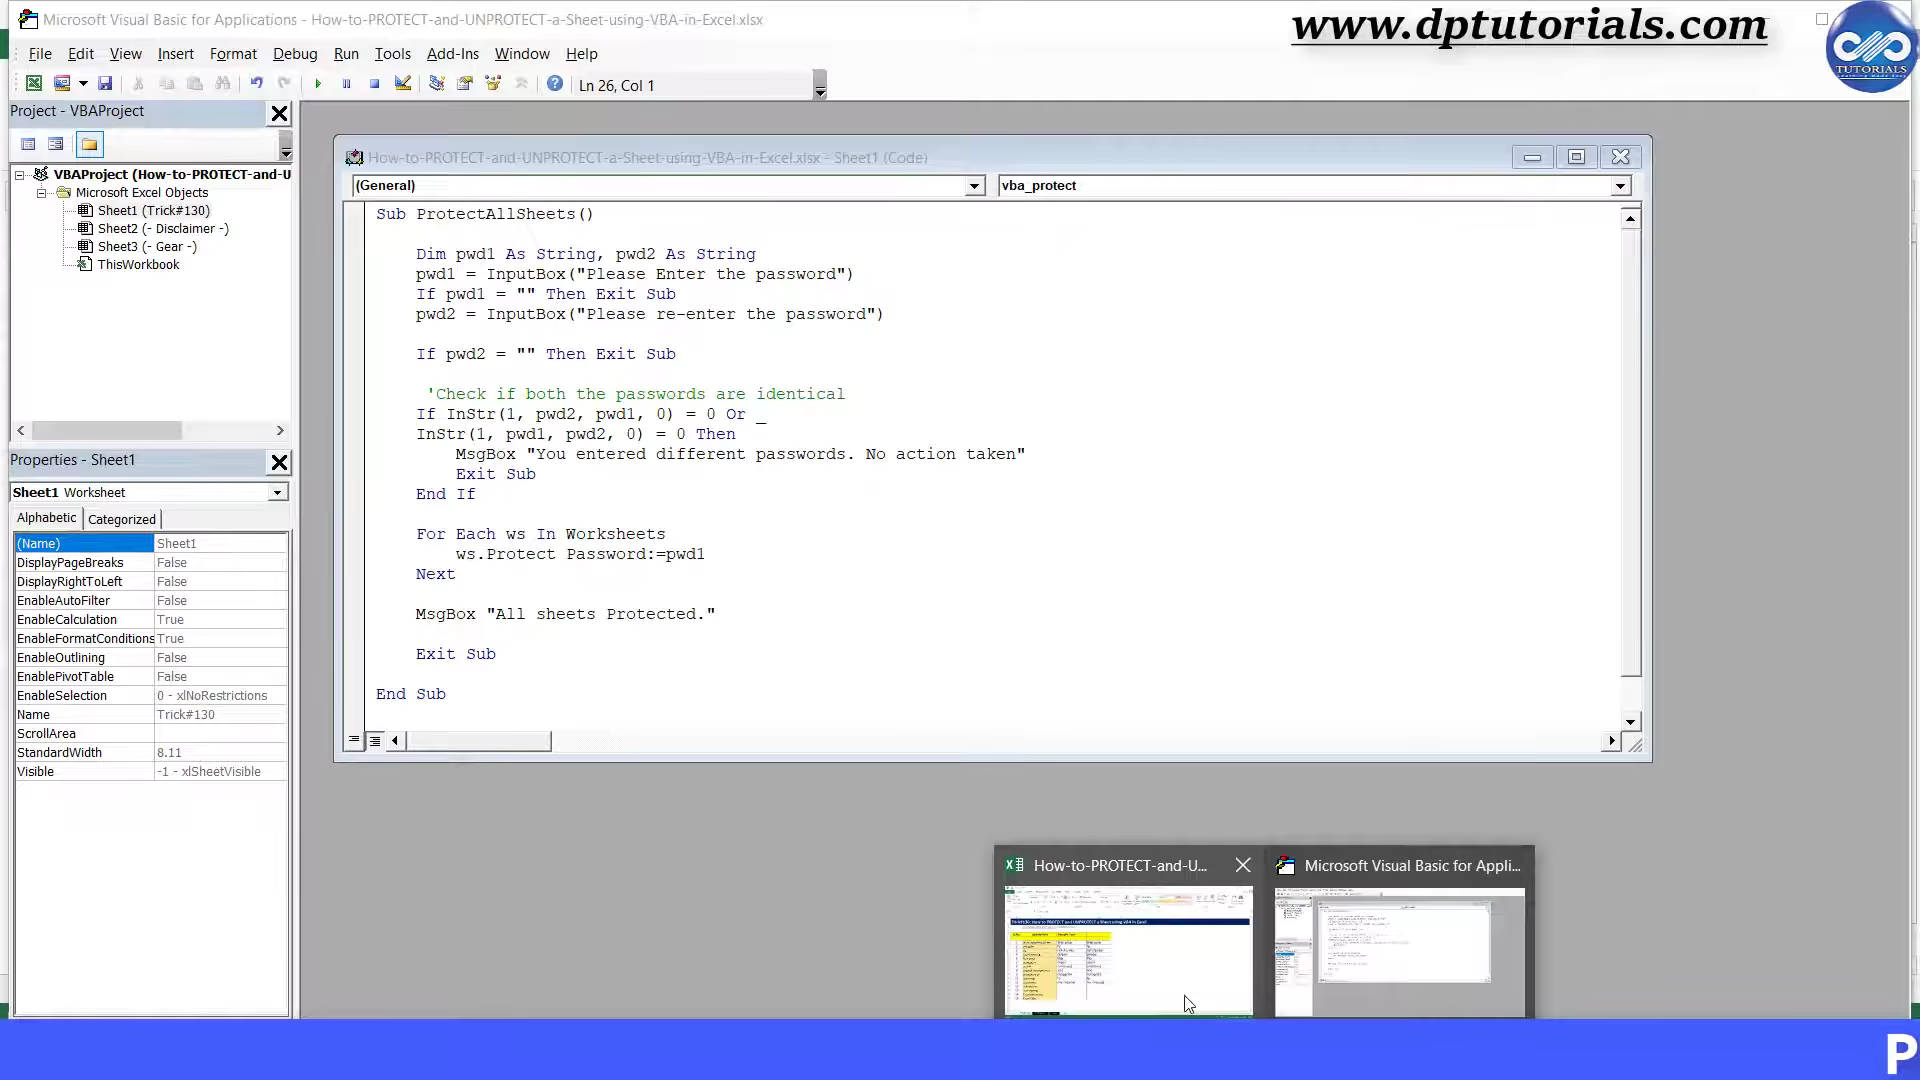 Microsoft Visual Basic for Applications - How-to-PROTECT-and-UNPROTECT-a-Sheet-using-VBA-in-Excel.xlsx
www.dptutorials.com
TUTORIALS
File Edit View Insert Format Debug Run Tools Add-Ins Window Help
Ln 26, Col 1
Project - VBAProject
VBAProject (How-to-PROTECT-and-U
Microsoft Excel Objects
Sheet1 (Trick#130)
Sheet2 (- Disclaimer -)
Sheet3 (- Gear -)
ThisWorkbook
Properties - Sheet1
Sheet1 Worksheet
Alphabetic Categorized
(Name) Sheet1
DisplayPageBreaks False
DisplayRightToLeft False
EnableAutoFilter False
EnableCalculation True
EnableFormatConditions True
EnableOutlining False
EnablePivotTable False
EnableSelection 0 - xlNoRestrictions
Name Trick#130
ScrollArea
StandardWidth 8.11
Visible -1 - xlSheetVisible
How-to-PROTECT-and-UNPROTECT-a-Sheet-using-VBA-in-Excel.xlsx - Sheet1 (Code)
(General) vba_protect
Sub ProtectAllSheets()
Dim pwd1 As String, pwd2 As String
pwd1 = InputBox("Please Enter the password")
If pwd1 = "" Then Exit Sub
pwd2 = InputBox("Please re-enter the password")
If pwd2 = "" Then Exit Sub
'Check if both the passwords are identical
If InStr(1, pwd2, pwd1, 0) = 0 Or _
InStr(1, pwd1, pwd2, 0) = 0 Then
MsgBox "You entered different passwords. No action taken"
Exit Sub
End If
For Each ws In Worksheets
ws.Protect Password:=pwd1
Next
MsgBox "All sheets Protected."
Exit Sub
End Sub
How-to-PROTECT-and-U...
Microsoft Visual Basic for Appli...
P